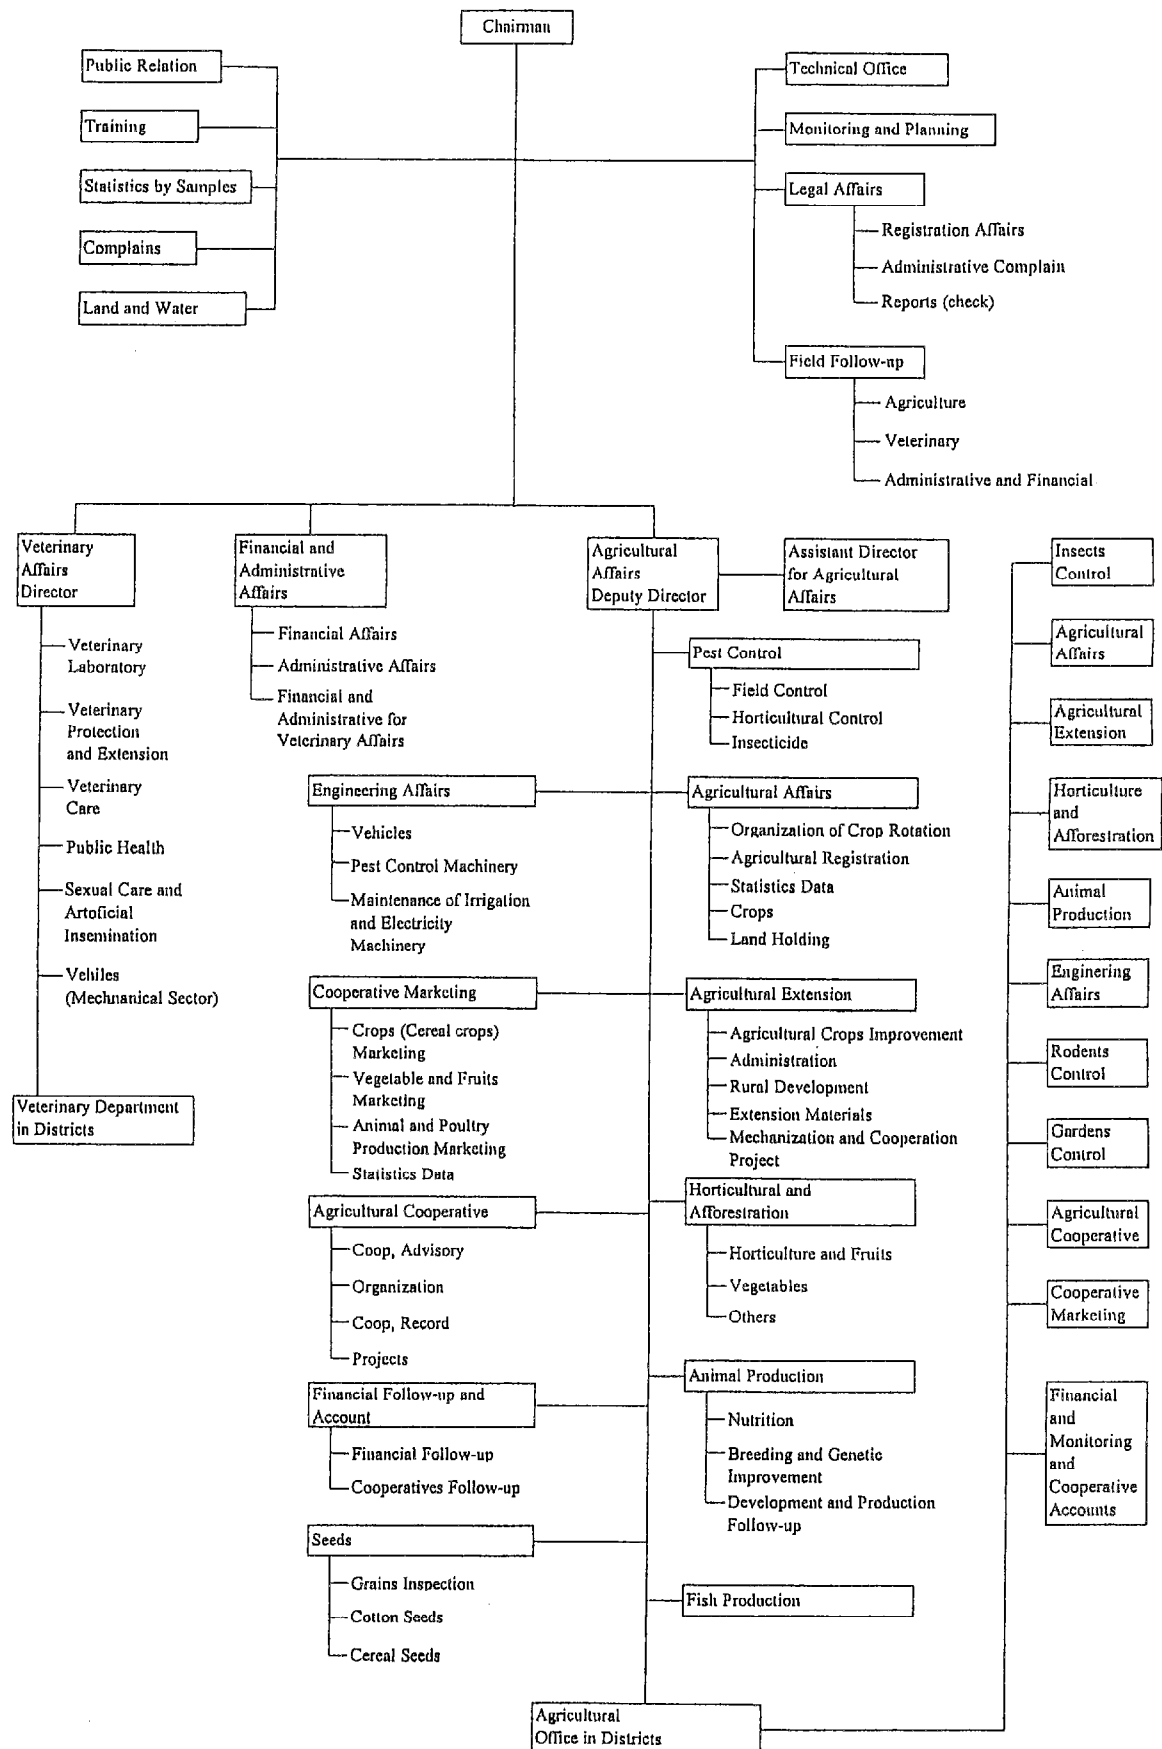 Chairman
Public Relation
Training
Statistics by Samples
Complains
Land and Water
Technical Office
Monitoring and Planning
Legal Affairs
Registration Affairs
Administrative Complain
Reports (check)
Field Follow-up
Agriculture
Veterinary
Administrative and Financial
Veterinary
Affairs
Director
Veterinary
Laboratory
Veterinary
Protection
and Extension
Veterinary
Care
Public Health
Sexual Care and
Artoficial
Insemination
Vehiles
(Mechnanical Sector)
Veterinary Department
in Districts
Financial and
Administrative
Affairs
Financial Affairs
Administrative Affairs
Financial and
Administrative for
Veterinary Affairs
Agricultural
Affairs
Deputy Director
Assistant Director
for Agricultural
Affairs
Pest Control
Field Control
Horticultural Control
Insecticide
Engineering Affairs
Vehicles
Pest Control Machinery
Maintenance of Irrigation
and Electricity
Machinery
Agricultural Affairs
Organization of Crop Rotation
Agricultural Registration
Statistics Data
Crops
Land Holding
Cooperative Marketing
Crops (Cereal crops)
Marketing
Vegetable and Fruits
Marketing
Animal and Poultry
Production Marketing
Statistics Data
Agricultural Extension
Agricultural Crops Improvement
Administration
Rural Development
Extension Materials
Mechanization and Cooperation
Project
Agricultural Cooperative
Coop, Advisory
Organization
Coop, Record
Projects
Horticultural and
Afforestration
Horticulture and Fruits
Vegetables
Others
Financial Follow-up and
Account
Financial Follow-up
Cooperatives Follow-up
Animal Production
Nutrition
Breeding and Genetic
Improvement
Development and Production
Follow-up
Seeds
Grains Inspection
Cotton Seeds
Cereal Seeds
Fish Production
Agricultural
Office in Districts
Insects
Control
Agricultural
Affairs
Agricultural
Extension
Horticulture
and
Afforestration
Animal
Production
Enginering
Affairs
Rodents
Control
Gardens
Control
Agricultural
Cooperative
Cooperative
Marketing
Financial
and
Monitoring
and
Cooperative
Accounts